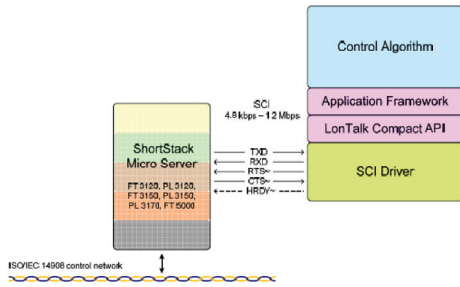 Control Algorithm
Application Framework
LonTalk Compact API
SCI Driver
SCI
4.8 kbps – 1.2 Mbps
TXD
RXD
RTS~
CTS~
HRDY~
ShortStack
Micro Server
FT 3120, PL 3120,
FT 3150, PL 3150,
PL 3170, FT 5000
ISO/IEC 14908 control network